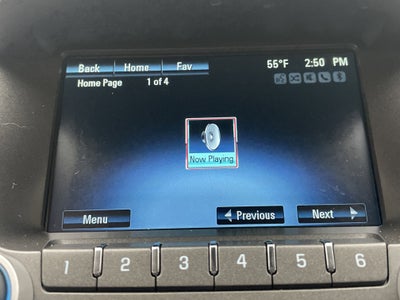 Back Home Fav 55°F 2:50 PM
Home Page 1 of 4
Now Playing
Menu Previous Next
1 2 3 4 5 6